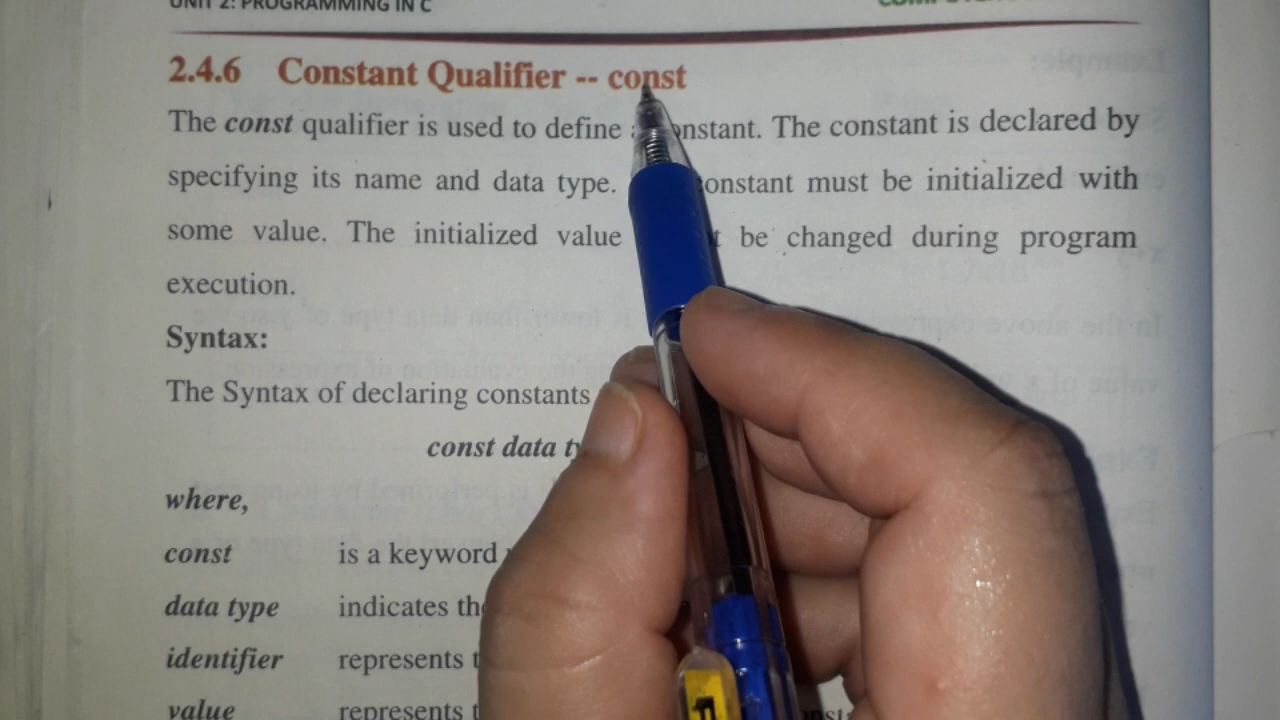 UNIT 2: PROGRAMMING IN C
2.4.6 Constant Qualifier -- const
The const qualifier is used to define constant. The constant is declared by
specifying its name and data type. constant must be initialized with
some value. The initialized value be changed during program
execution.
Syntax:
The Syntax of declaring constants
const data
where,
const is a keyword
data type indicates
identifier represents
value represents